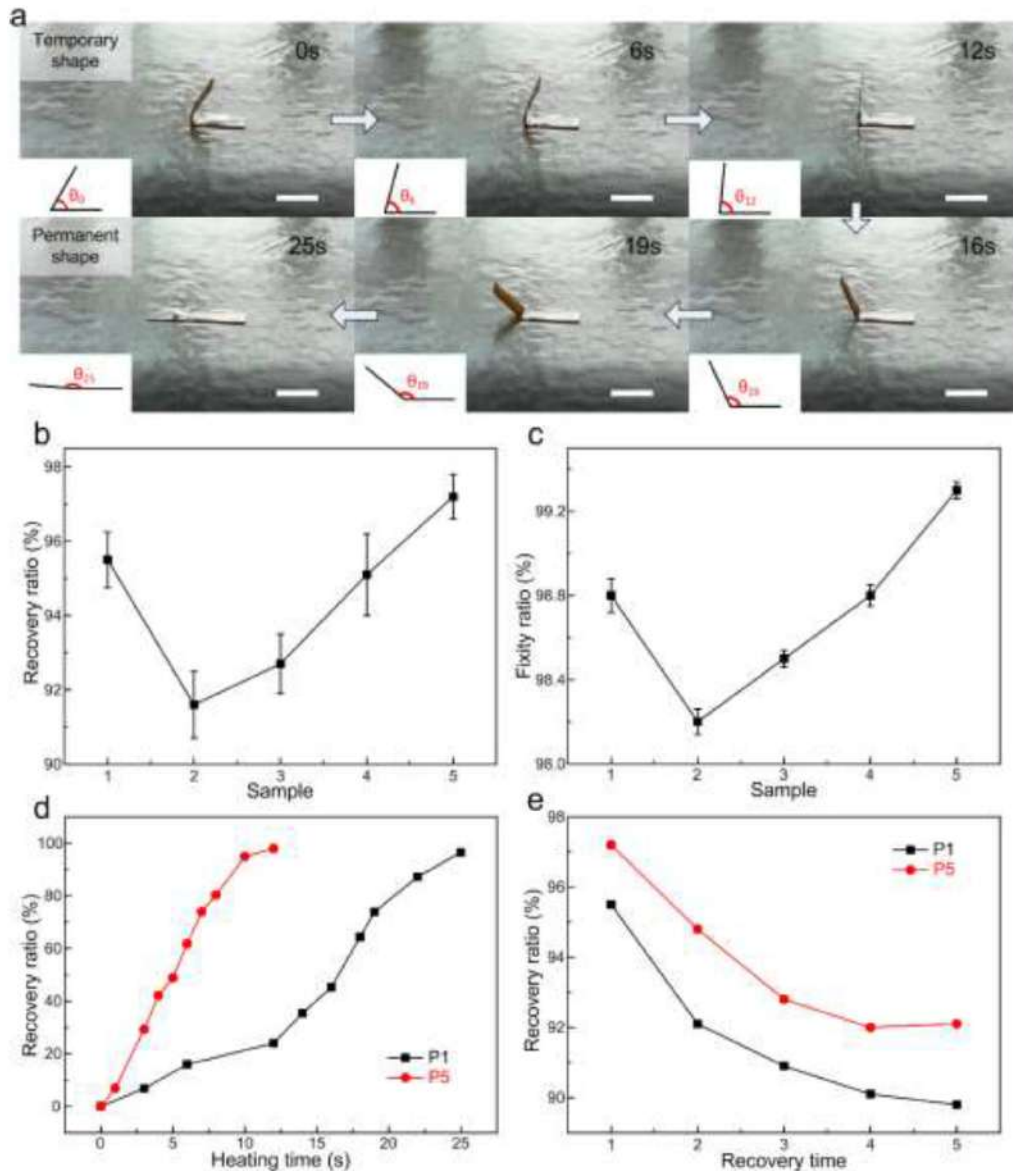 a
Temporary shape
0s
6s
12s
θ0
θ6
θ12
Permanent shape
25s
19s
16s
θ25
θ19
θ16
b
98
96
94
92
90
Recovery ratio (%)
1 2 3 4 5
Sample
c
99.2
98.8
98.4
98.0
Fixity ratio (%)
1 2 3 4 5
Sample
d
100
80
60
40
20
0
Recovery ratio (%)
P1
P5
0 5 10 15 20 25
Heating time (s)
e
98
96
94
92
90
Recovery ratio (%)
P1
P5
1 2 3 4 5
Recovery time